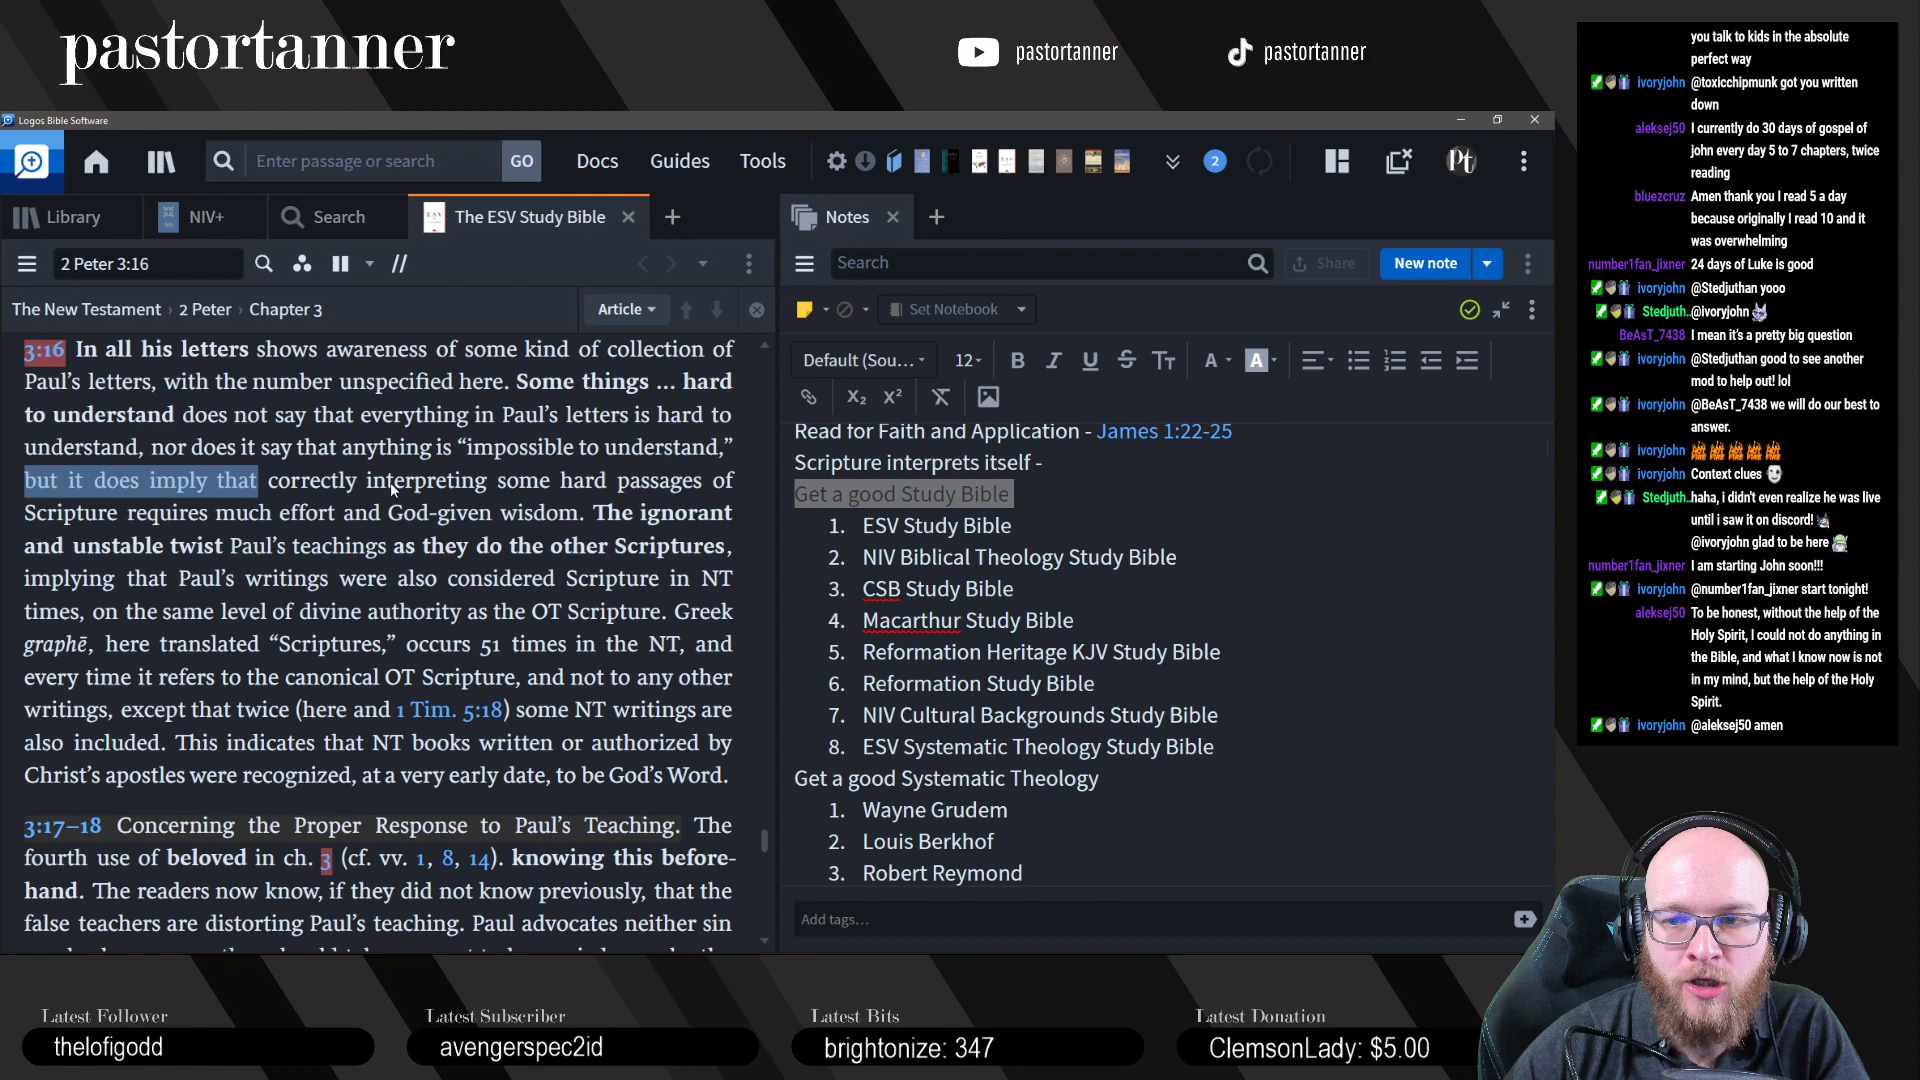 pastortanner
pastortanner
pastortanner
Logos Bible Software
Enter passage or search
GO
Docs
Guides
Tools
2
Pt
Library
NIV+
Search
The ESV Study Bible
2 Peter 3:16
The New Testament › 2 Peter › Chapter 3
Article
3:16 In all his letters shows awareness of some kind of collection of
Paul’s letters, with the number unspecified here. Some things ... hard
to understand does not say that everything in Paul’s letters is hard to
understand, nor does it say that anything is “impossible to understand,”
but it does imply that correctly interpreting some hard passages of
Scripture requires much effort and God-given wisdom. The ignorant
and unstable twist Paul’s teachings as they do the other Scriptures,
implying that Paul’s writings were also considered Scripture in NT
times, on the same level of divine authority as the OT Scripture. Greek
graphē, here translated “Scriptures,” occurs 51 times in the NT, and
every time it refers to the canonical OT Scripture, and not to any other
writings, except that twice (here and 1 Tim. 5:18) some NT writings are
also included. This indicates that NT books written or authorized by
Christ’s apostles were recognized, at a very early date, to be God’s Word.
3:17–18 Concerning the Proper Response to Paul’s Teaching. The
fourth use of beloved in ch. 3 (cf. vv. 1, 8, 14). knowing this before-
hand. The readers now know, if they did not know previously, that the
false teachers are distorting Paul’s teaching. Paul advocates neither sin
Notes
Search
Share
New note
Set Notebook
Default (Sou...
12
B I U S Tт A A
X₂ X²
Read for Faith and Application - James 1:22-25
Scripture interprets itself -
Get a good Study Bible
1. ESV Study Bible
2. NIV Biblical Theology Study Bible
3. CSB Study Bible
4. Macarthur Study Bible
5. Reformation Heritage KJV Study Bible
6. Reformation Study Bible
7. NIV Cultural Backgrounds Study Bible
8. ESV Systematic Theology Study Bible
Get a good Systematic Theology
1. Wayne Grudem
2. Louis Berkhof
3. Robert Reymond
Add tags...
you talk to kids in the absolute
perfect way
ivoryjohn @toxicchipmunk got you written
down
aleksej50 I currently do 30 days of gospel of
john every day 5 to 7 chapters, twice
reading
bluezcruz Amen thank you I read 5 a day
because originally I read 10 and it
was overwhelming
number1fan_jixner 24 days of Luke is good
ivoryjohn @Stedjuthan yooo
Stedjuth.. @ivoryjohn
BeAsT_7438 I mean it’s a pretty big question
ivoryjohn @Stedjuthan good to see another
mod to help out! lol
ivoryjohn @BeAsT_7438 we will do our best to
answer.
ivoryjohn
ivoryjohn Context clues
Stedjuth.. haha, i didn't even realize he was live
until i saw it on discord!
@ivoryjohn glad to be here
number1fan_jixner I am starting John soon!!!
ivoryjohn @number1fan_jixner start tonight!
aleksej50 To be honest, without the help of the
Holy Spirit, I could not do anything in
the Bible, and what I know now is not
in my mind, but the help of the Holy
Spirit.
ivoryjohn @aleksej50 amen
Latest Follower
thelofigodd
Latest Subscriber
avengerspec2id
Latest Bits
brightonize: 347
Latest Donation
ClemsonLady: $5.00